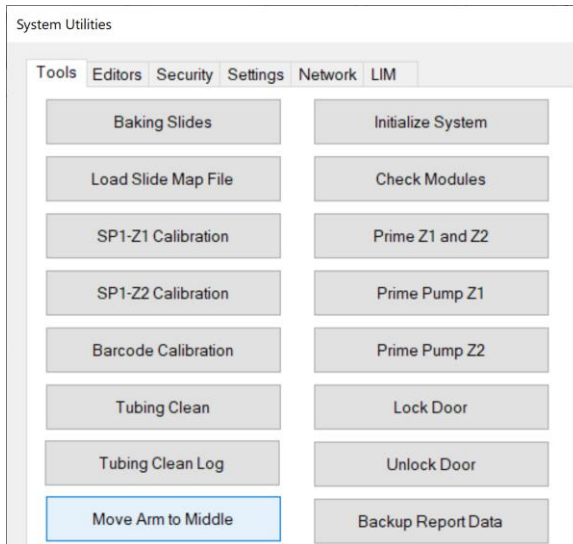 System Utilities
Tools Editors Security Settings Network LIM
Baking Slides Initialize System
Load Slide Map File Check Modules
SP1-Z1 Calibration Prime Z1 and Z2
SP1-Z2 Calibration Prime Pump Z1
Barcode Calibration Prime Pump Z2
Tubing Clean Lock Door
Tubing Clean Log Unlock Door
Move Arm to Middle Backup Report Data